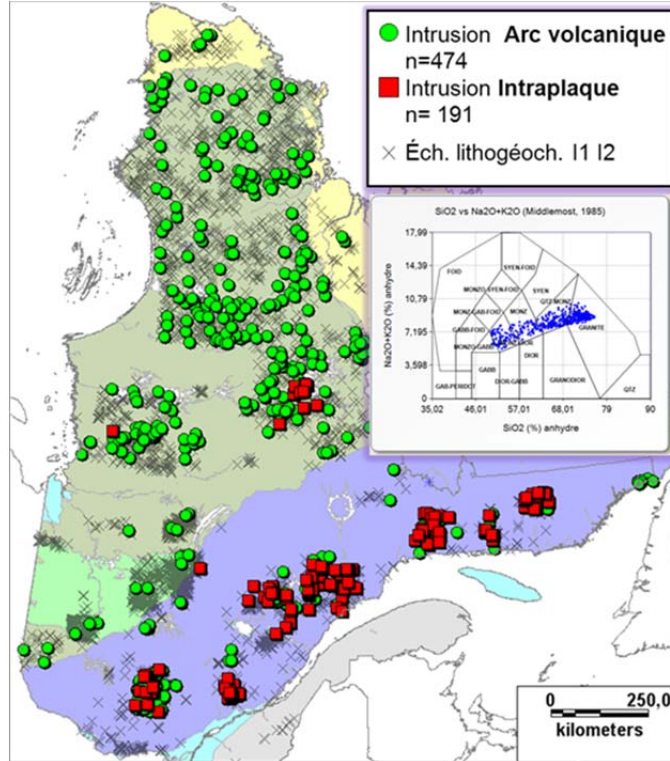 Intrusion Arc volcanique
n=474
Intrusion Intraplaque
n= 191
Éch. lithogéoch. I1 I2
SiO2 vs Na2O+K2O (Middlemost, 1985)
Na2O+K2O (%) anhydre
17,99
14,39
10,79
7,195
3,598
0
FOID
SYEN-FOID
MONZO-SYEN-FOID
SYEN
QTZ-MONZ
MONZ-GAB-FOID
MONZ
GABB-FOID
GRANITE
MONZO-GABB
DIOR
GABB
DIOR-GABB
GRANODIOR
GAB-PERIDOT
QTZ
35,02
46,01
57,01
68,01
79
90
SiO2 (%) anhydre
0
250,0
kilometers